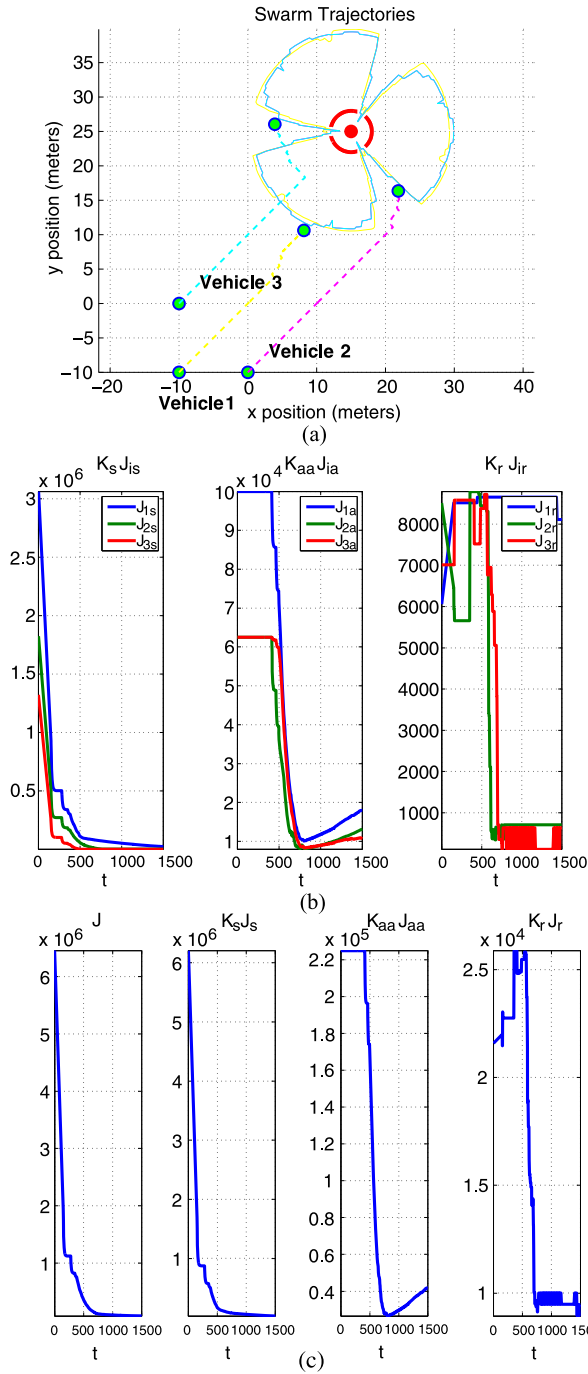 Swarm Trajectories
y position (meters)
40
35
30
25
20
15
10
5
0
−5
−10
Vehicle 3
Vehicle 2
Vehicle1
−20 −10 0 10 20 30 40
x position (meters)
(a)
K_s J_is
K_aa J_ia
K_r J_ir
x 10^6
x 10^4
3
2.5
2
1.5
1
0.5
J_1s
J_2s
J_3s
0 500 1000 1500
t
10
9
8
7
6
5
4
3
2
1
J_1a
J_2a
J_3a
0 500 1000 1500
t
8000
7000
6000
5000
4000
3000
2000
1000
J_1r
J_2r
J_3r
0 500 1000 1500
t
(b)
J
K_s J_s
K_aa J_aa
K_r J_r
x 10^6
x 10^6
x 10^5
x 10^4
6
5
4
3
2
1
0 500 1000 1500
t
6
5
4
3
2
1
0 500 1000 1500
t
2.2
2
1.8
1.6
1.4
1.2
1
0.8
0.6
0.4
0 500 1000 1500
t
2.5
2
1.5
1
0 500 1000 1500
t
(c)